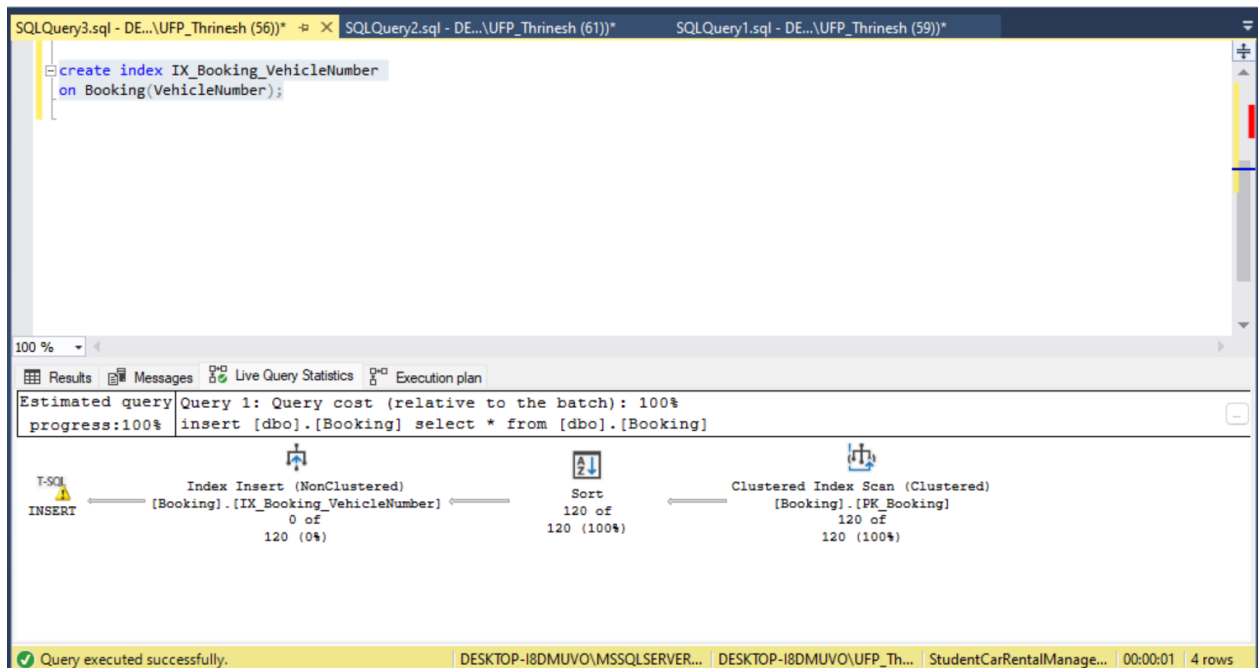 SQLQuery3.sql - DE...\UFP_Thrinesh (56))* SQLQuery2.sql - DE...\UFP_Thrinesh (61))* SQLQuery1.sql - DE...\UFP_Thrinesh (59))*
create index IX_Booking_VehicleNumber
on Booking(VehicleNumber);
100 %
Results Messages Live Query Statistics Execution plan
Estimated query progress:100%
Query 1: Query cost (relative to the batch): 100%
insert [dbo].[Booking] select * from [dbo].[Booking]
T-SQL
INSERT
Index Insert (NonClustered)
[Booking].[IX_Booking_VehicleNumber]
0 of
120 (0%)
Sort
120 of
120 (100%)
Clustered Index Scan (Clustered)
[Booking].[PK_Booking]
120 of
120 (100%)
Query executed successfully. DESKTOP-I8DMUVO\MSSQLSERVER... DESKTOP-I8DMUVO\UFP_Th... StudentCarRentalManage... 00:00:01 4 rows